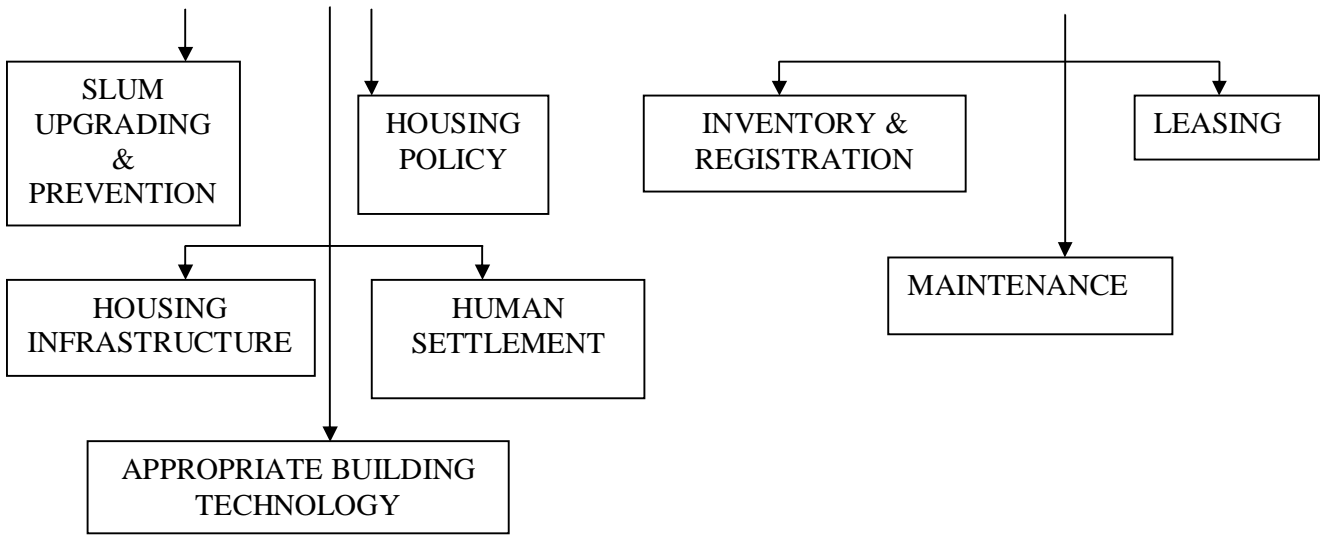 SLUM
UPGRADING
&
PREVENTION
HOUSING
POLICY
INVENTORY &
REGISTRATION
LEASING
HOUSING
INFRASTRUCTURE
HUMAN
SETTLEMENT
MAINTENANCE
APPROPRIATE BUILDING
TECHNOLOGY